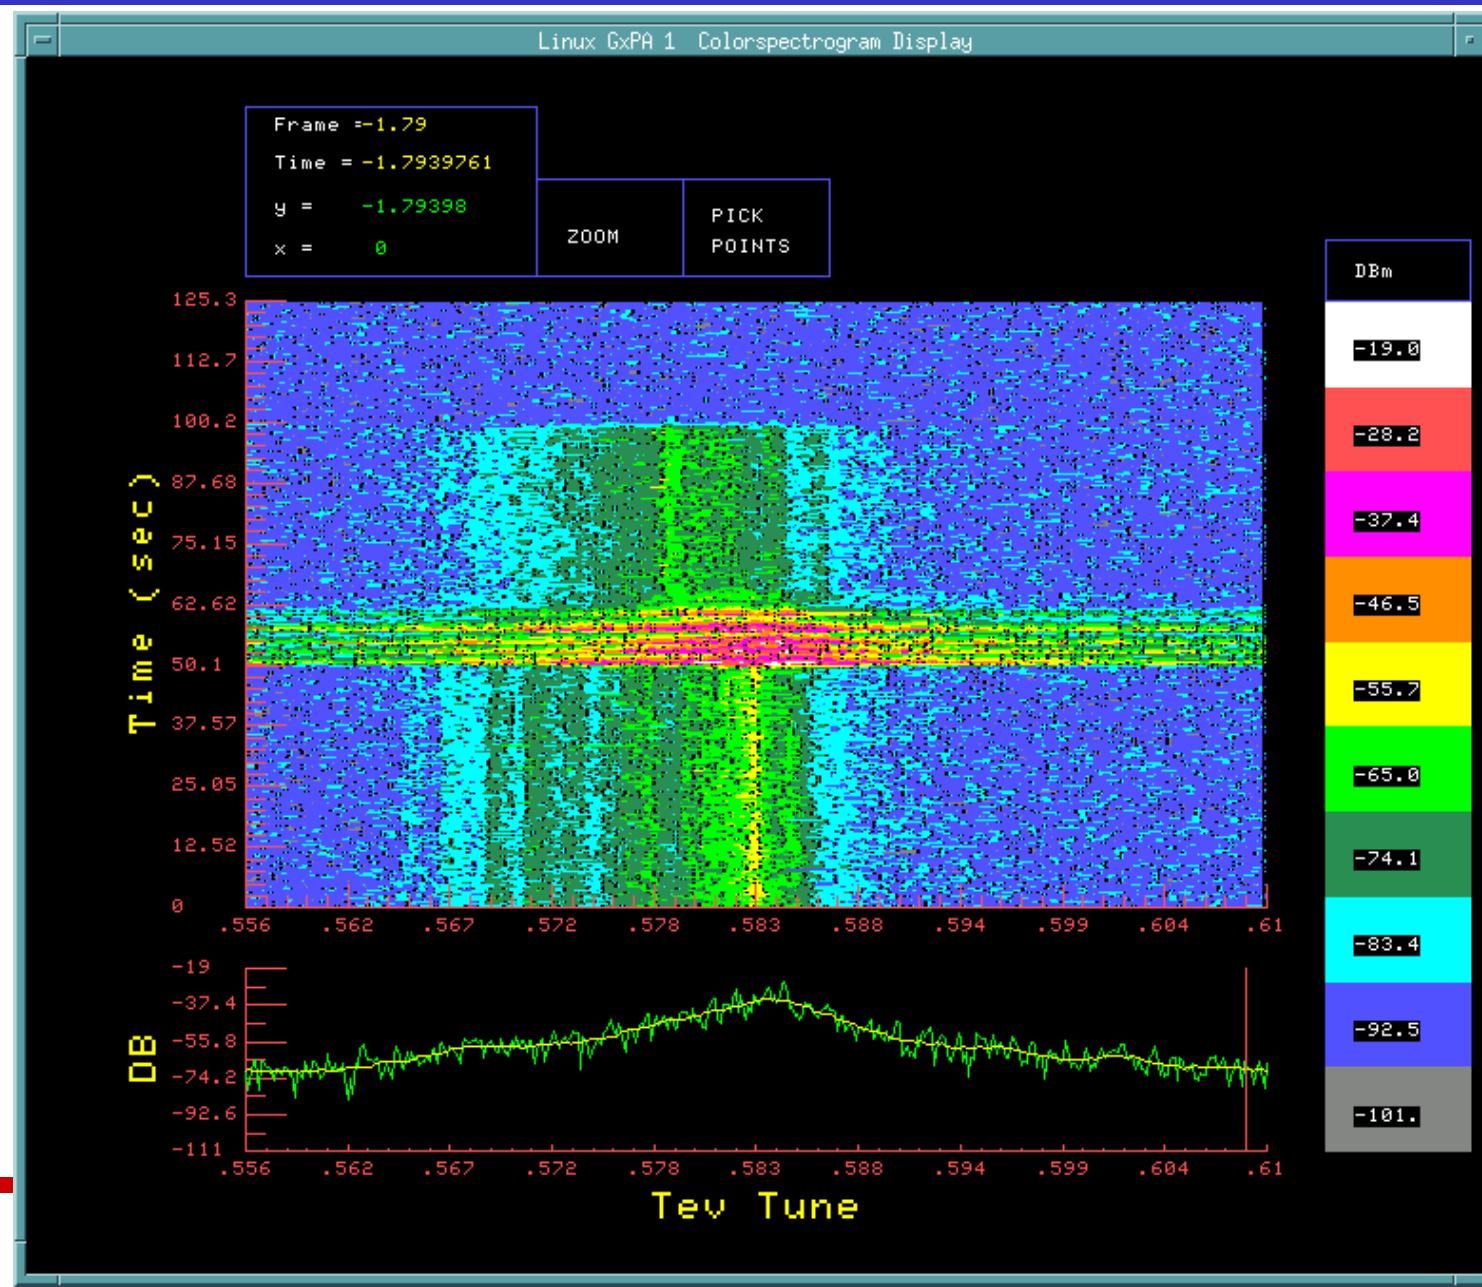 Linux GxPA 1 Colorspectrogram Display
Frame =-1.79
Time = -1.7939761
y = -1.79398
x = 0
ZOOM
PICK
POINTS
DBm
-19.0
-28.2
-37.4
-46.5
-55.7
-65.0
-74.1
-83.4
-92.5
-101.
Time (sec)
125.3
112.7
100.2
87.68
75.15
62.62
50.1
37.57
25.05
12.52
0
.556 .562 .567 .572 .578 .583 .588 .594 .599 .604 .61
DB
-19
-37.4
-55.8
-74.2
-92.6
-111
.556 .562 .567 .572 .578 .583 .588 .594 .599 .604 .61
Tev Tune